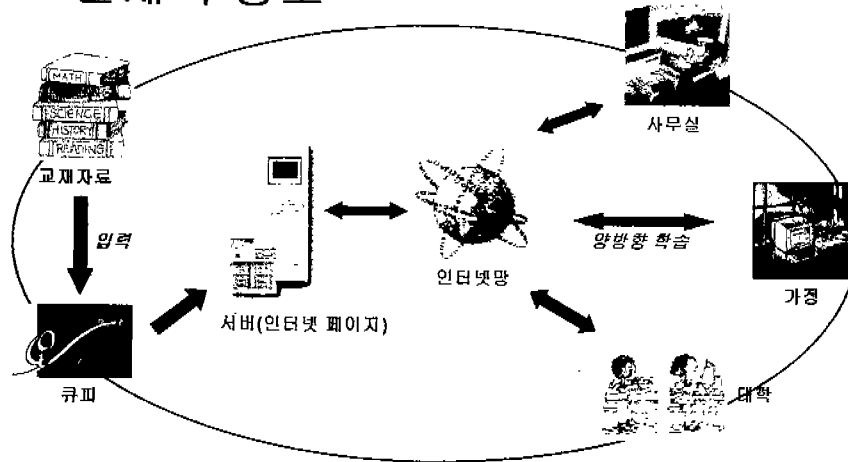 MATH
SCIENCE
HISTORY
READING
교재자료
입력
큐피
서버(인터넷 페이지)
인터넷망
양방향 학습
사무실
가정
대학